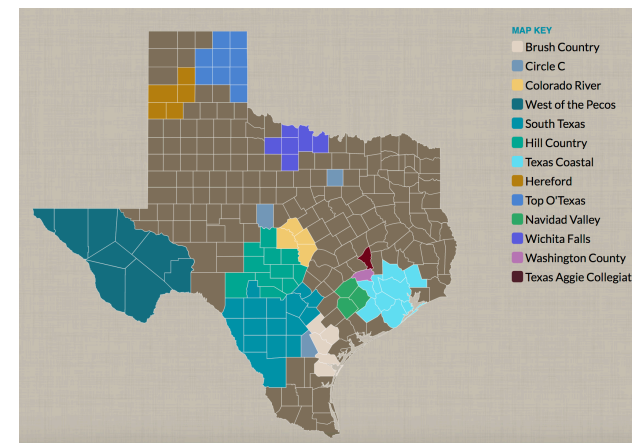 MAP KEY
Brush Country
Circle C
Colorado River
West of the Pecos
South Texas
Hill Country
Texas Coastal
Hereford
Top O'Texas
Navidad Valley
Wichita Falls
Washington County
Texas Aggie Collegiat